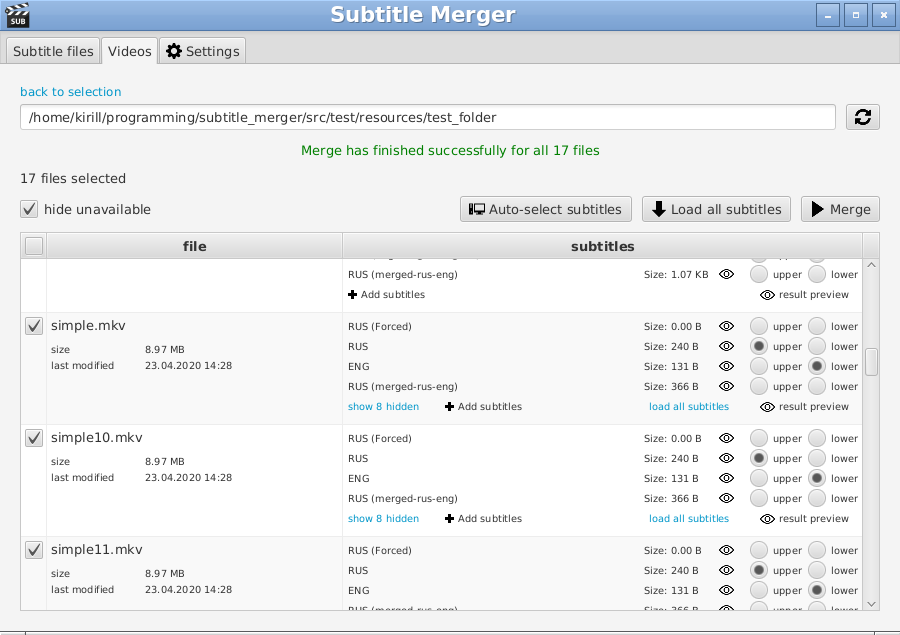 SUB
Subtitle Merger
Subtitle files Videos Settings
back to selection
/home/kirill/programming/subtitle_merger/src/test/resources/test_folder
Merge has finished successfully for all 17 files
17 files selected
hide unavailable Auto-select subtitles Load all subtitles Merge
file subtitles
RUS (merged-rus-eng) Size: 1.07 KB upper lower
Add subtitles result preview
simple.mkv
size 8.97 MB
last modified 23.04.2020 14:28
RUS (Forced) Size: 0.00 B upper lower
RUS Size: 240 B upper lower
ENG Size: 131 B upper lower
RUS (merged-rus-eng) Size: 366 B upper lower
show 8 hidden Add subtitles load all subtitles result preview
simple10.mkv
size 8.97 MB
last modified 23.04.2020 14:28
RUS (Forced) Size: 0.00 B upper lower
RUS Size: 240 B upper lower
ENG Size: 131 B upper lower
RUS (merged-rus-eng) Size: 366 B upper lower
show 8 hidden Add subtitles load all subtitles result preview
simple11.mkv
size 8.97 MB
last modified 23.04.2020 14:28
RUS (Forced) Size: 0.00 B upper lower
RUS Size: 240 B upper lower
ENG Size: 131 B upper lower
RUS (merged-rus-eng) Size: 366 B upper lower